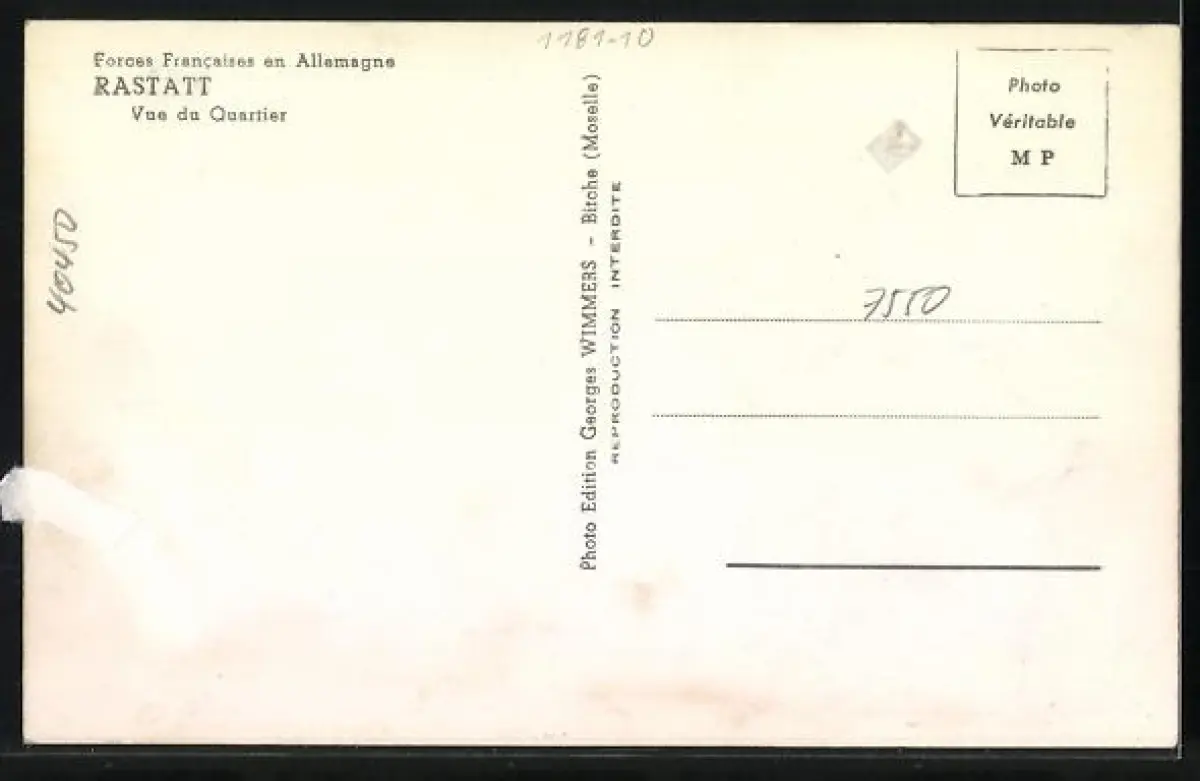 1181-10
Forces Françaises en Allemagne
RASTATT
Vue du Quartier
40450
Photo Edition Georges WIMMERS - Bitche (Moselle)
REPRODUCTION INTERDITE
Photo
Véritable
M P
7550